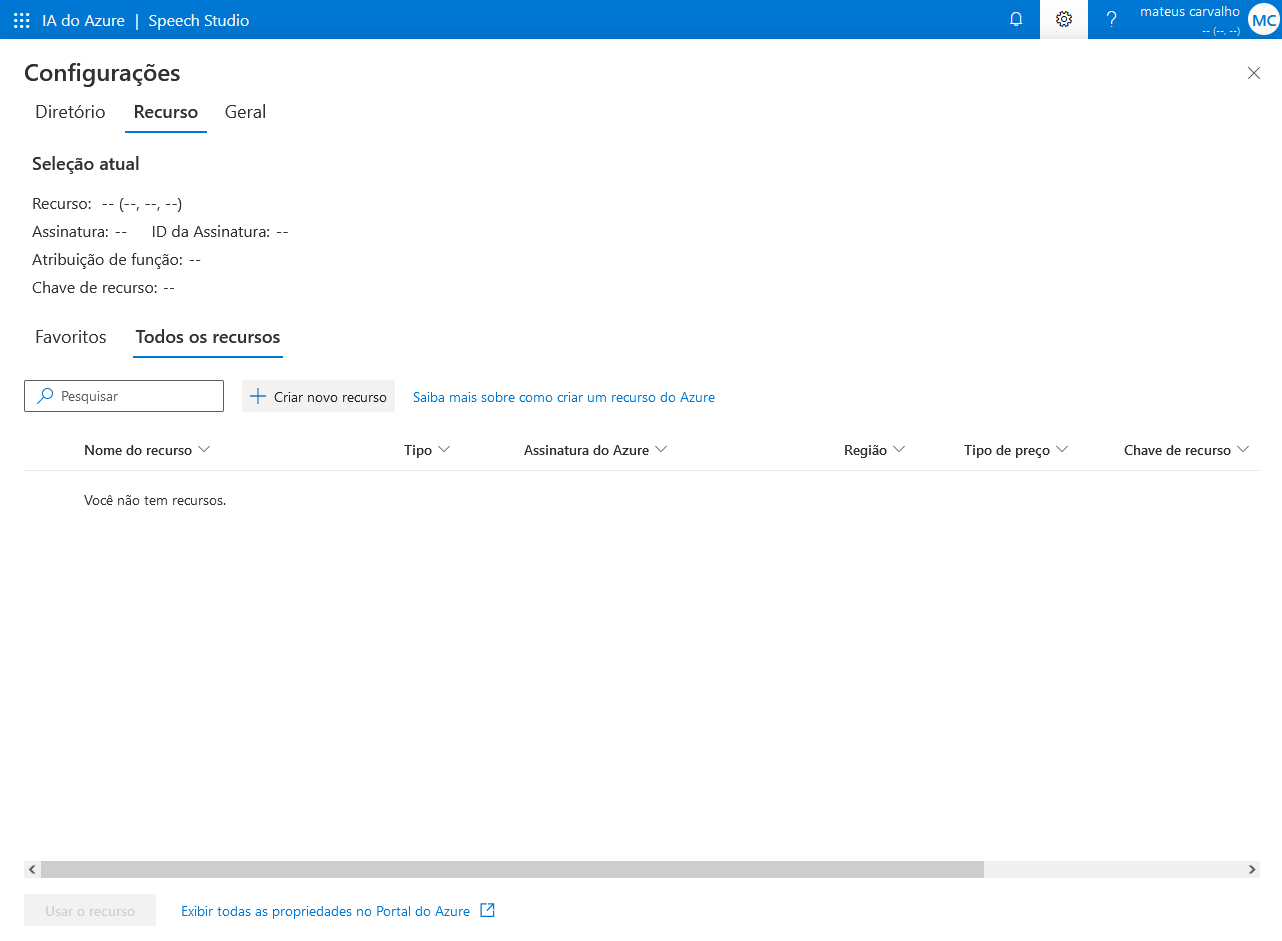 IA do Azure | Speech Studio
mateus carvalho
-- (--, --)
MC
Configurações
Diretório Recurso Geral
Seleção atual
Recurso: -- (--, --, --)
Assinatura: -- ID da Assinatura: --
Atribuição de função: --
Chave de recurso: --
Favoritos Todos os recursos
Pesquisar Criar novo recurso Saiba mais sobre como criar um recurso do Azure
Nome do recurso Tipo Assinatura do Azure Região Tipo de preço Chave de recurso
Você não tem recursos.
Usar o recurso Exibir todas as propriedades no Portal do Azure